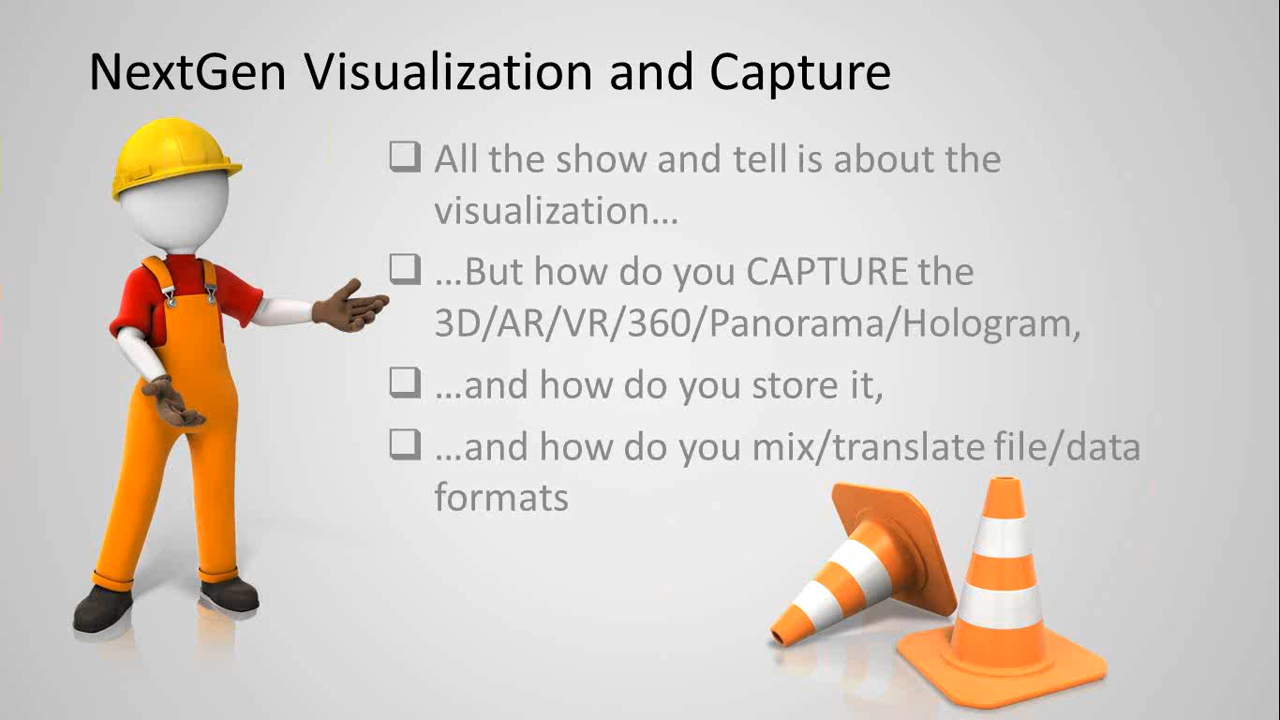 NextGen Visualization and Capture
All the show and tell is about the
visualization…
…But how do you CAPTURE the
3D/AR/VR/360/Panorama/Hologram,
…and how do you store it,
…and how do you mix/translate file/data
formats